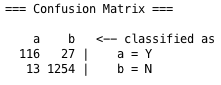 === Confusion Matrix ===
a b <-- classified as
116 27 | a = Y
13 1254 | b = N